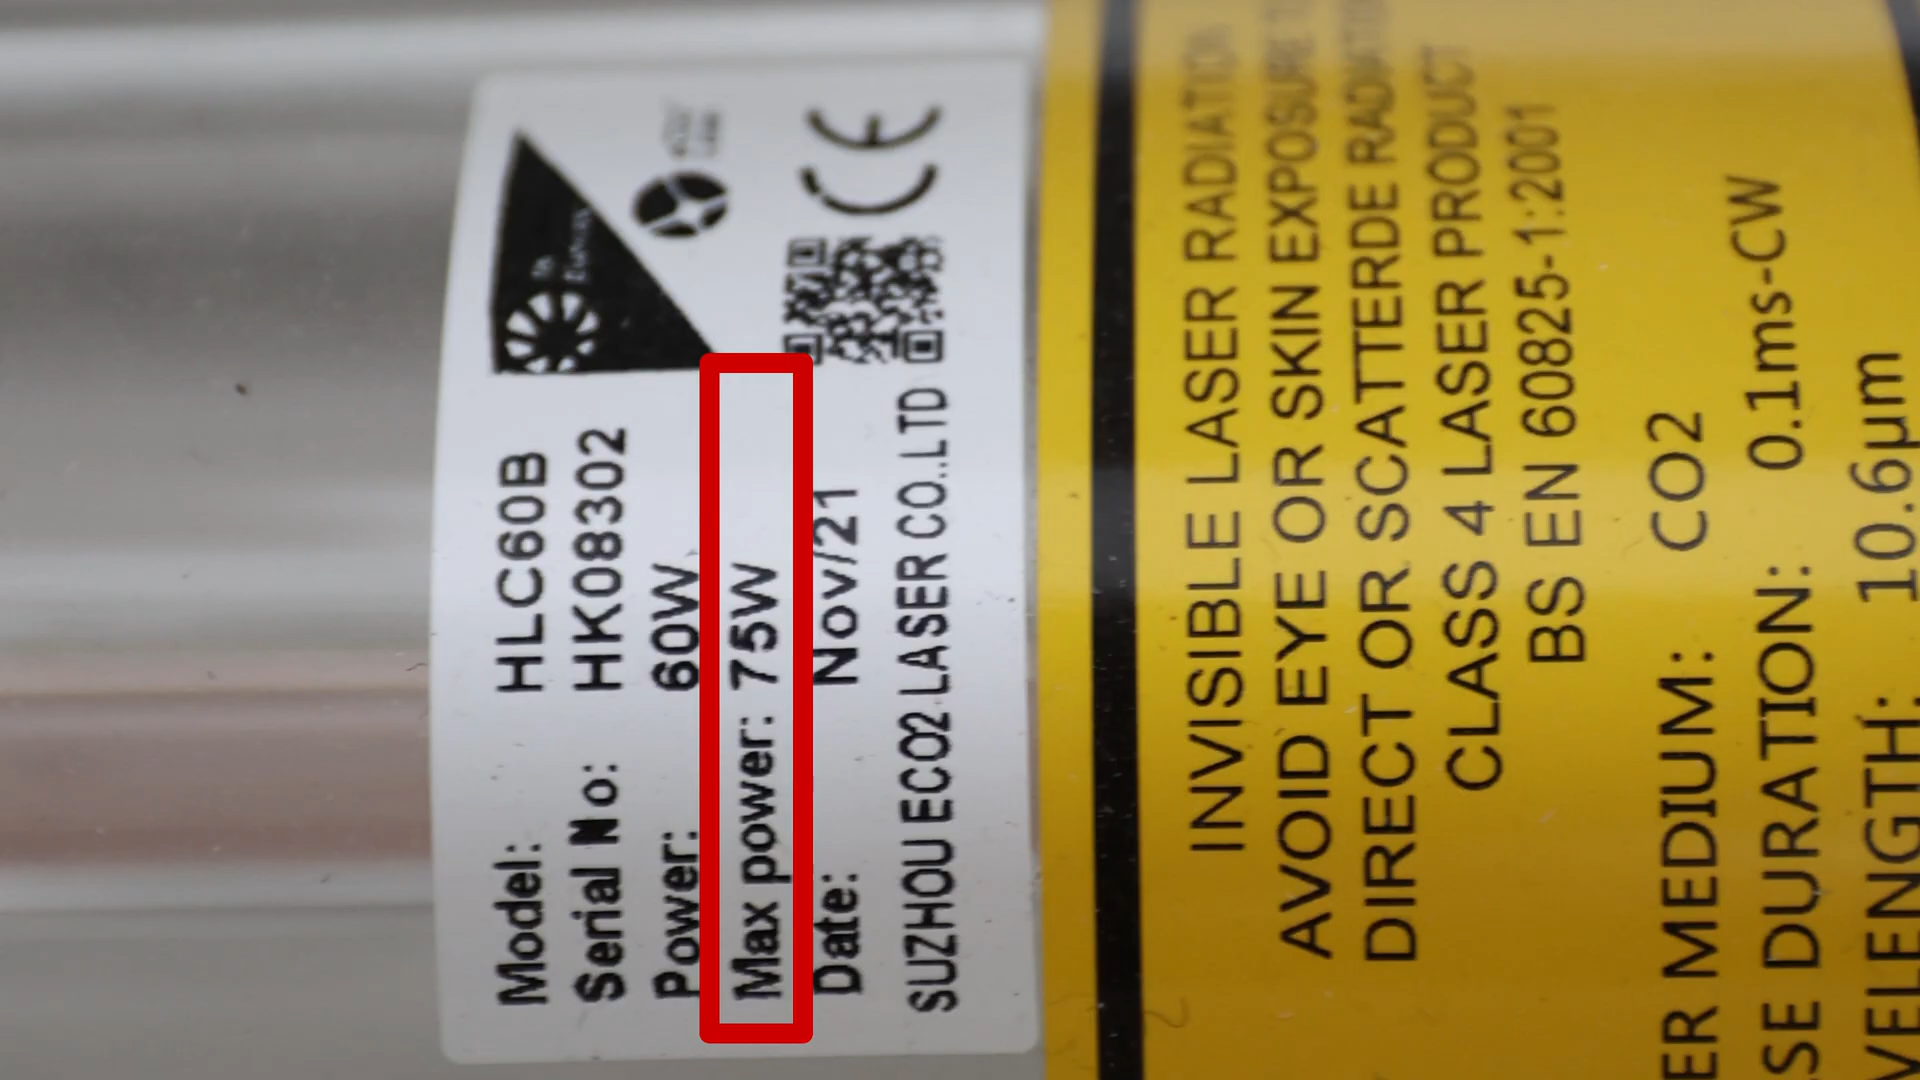 Model: HLC60B
Serial No: HK08302
Power: 60W
Max power: 75W
Date: Nov/21
SUZHOU ECO2 LASER CO.,LTD
INVISIBLE LASER RADIATION
AVOID EYE OR SKIN EXPOSURE
DIRECT OR SCATTERDE RADIATION
CLASS 4 LASER PRODUCT
BS EN 60825-1:2001
ER MEDIUM: CO2
SE DURATION: 0.1ms-CW
VELENGTH: 10.6μm